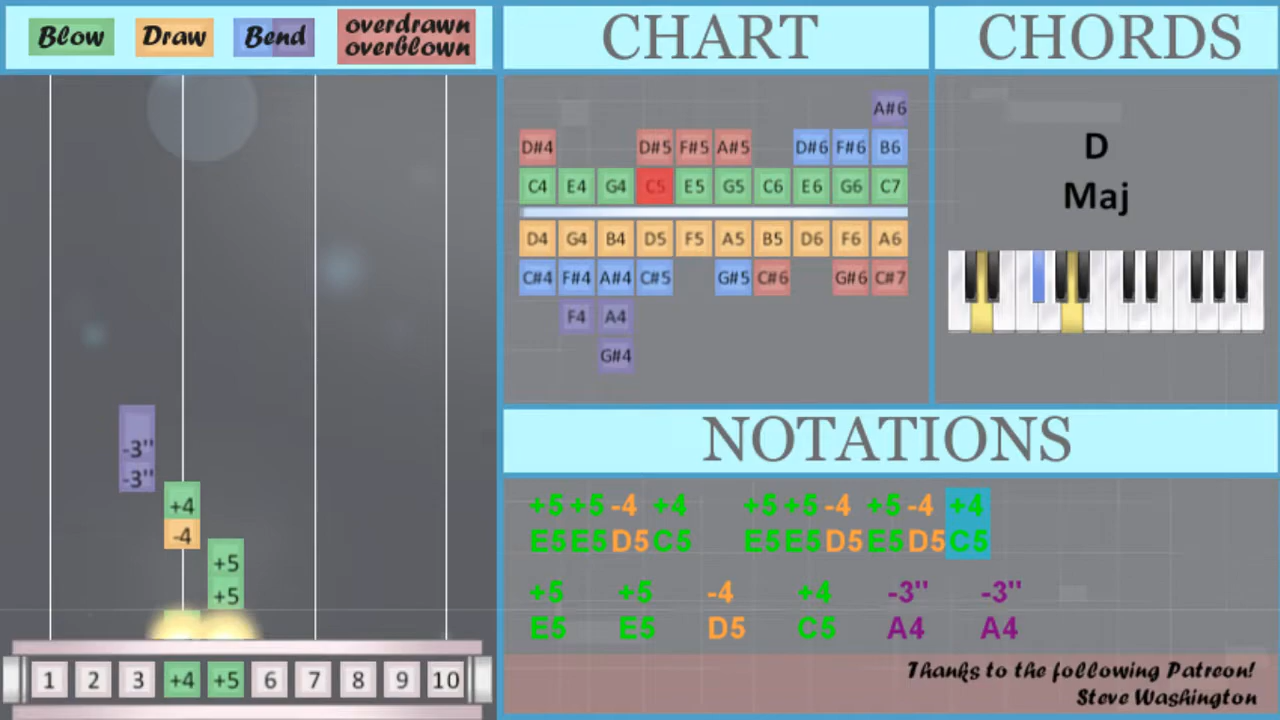 Blow Draw Bend overdrawn
overblown
CHART
CHORDS
A#6
D#4 D#5 F#5 A#5 D#6 F#6 B6
C4 E4 G4 C5 E5 G5 C6 E6 G6 C7
D4 G4 B4 D5 F5 A5 B5 D6 F6 A6
C#4 F#4 A#4 C#5 G#5 C#6 G#6 C#7
F4 A4
G#4
D
Maj
-3''
-3''
+4
-4
+5
+5
1 2 3 +4 +5 6 7 8 9 10
NOTATIONS
+5 +5 -4 +4 +5 +5 -4 +5 -4 +4
E5 E5 D5 C5 E5 E5 D5 E5 D5 C5
+5 +5 -4 +4 -3'' -3''
E5 E5 D5 C5 A4 A4
Thanks to the following Patreon!
Steve Washington